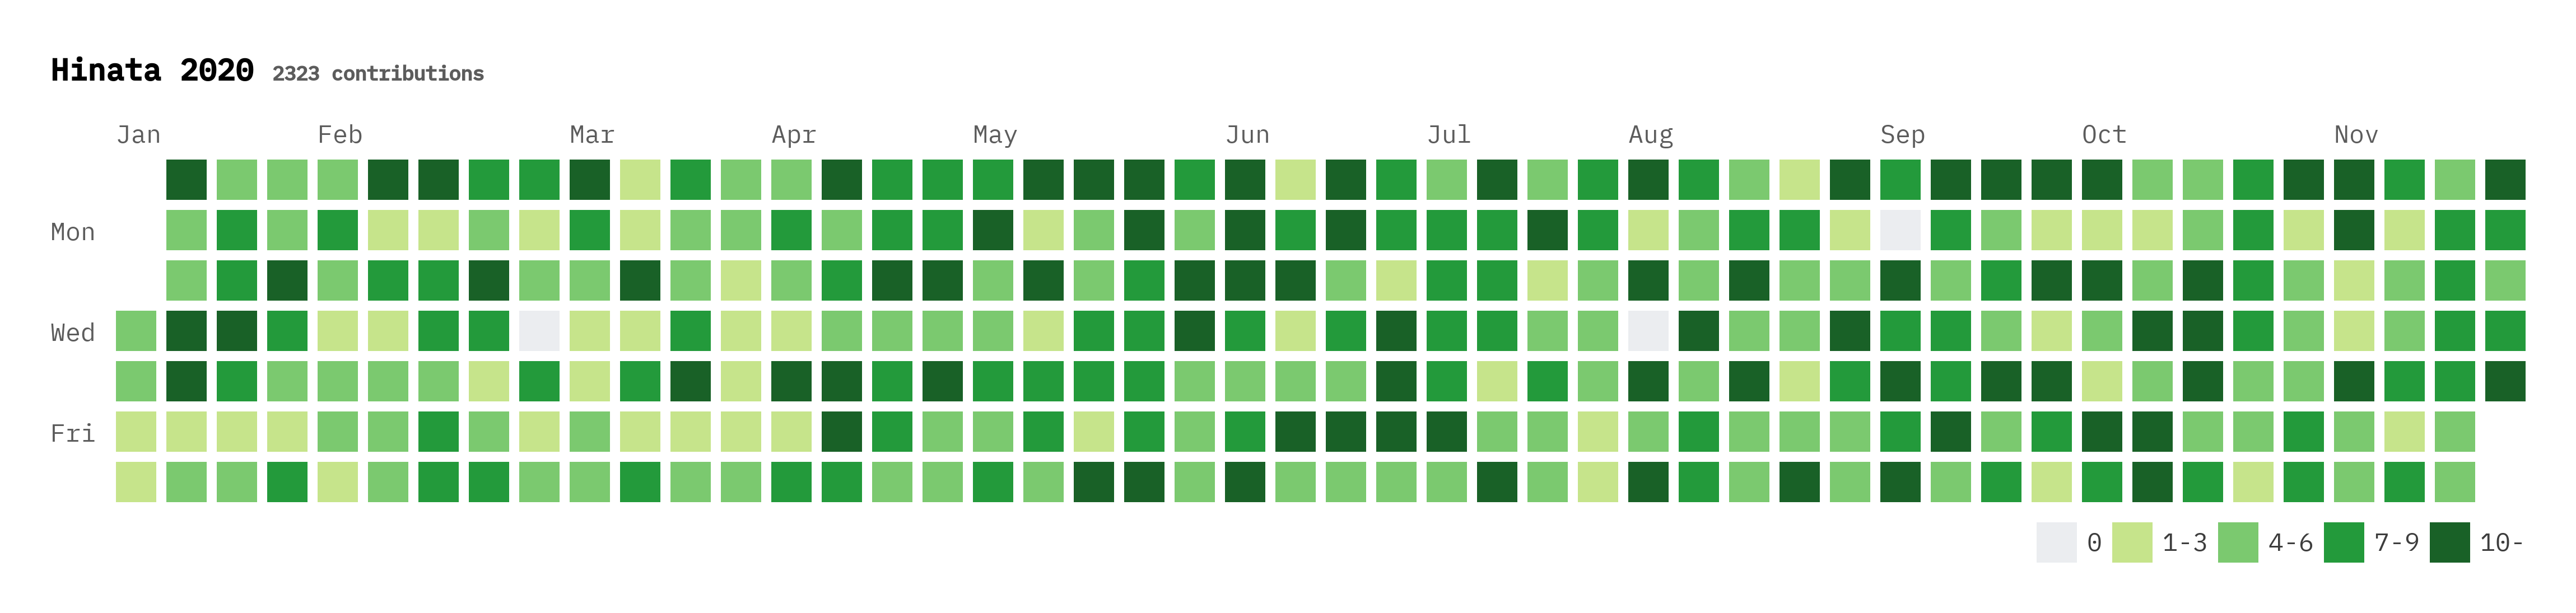 Hinata 2020 2323 contributions
Jan Feb Mar Apr May Jun Jul Aug Sep Oct Nov
Mon
Wed
Fri
0 1-3 4-6 7-9 10-